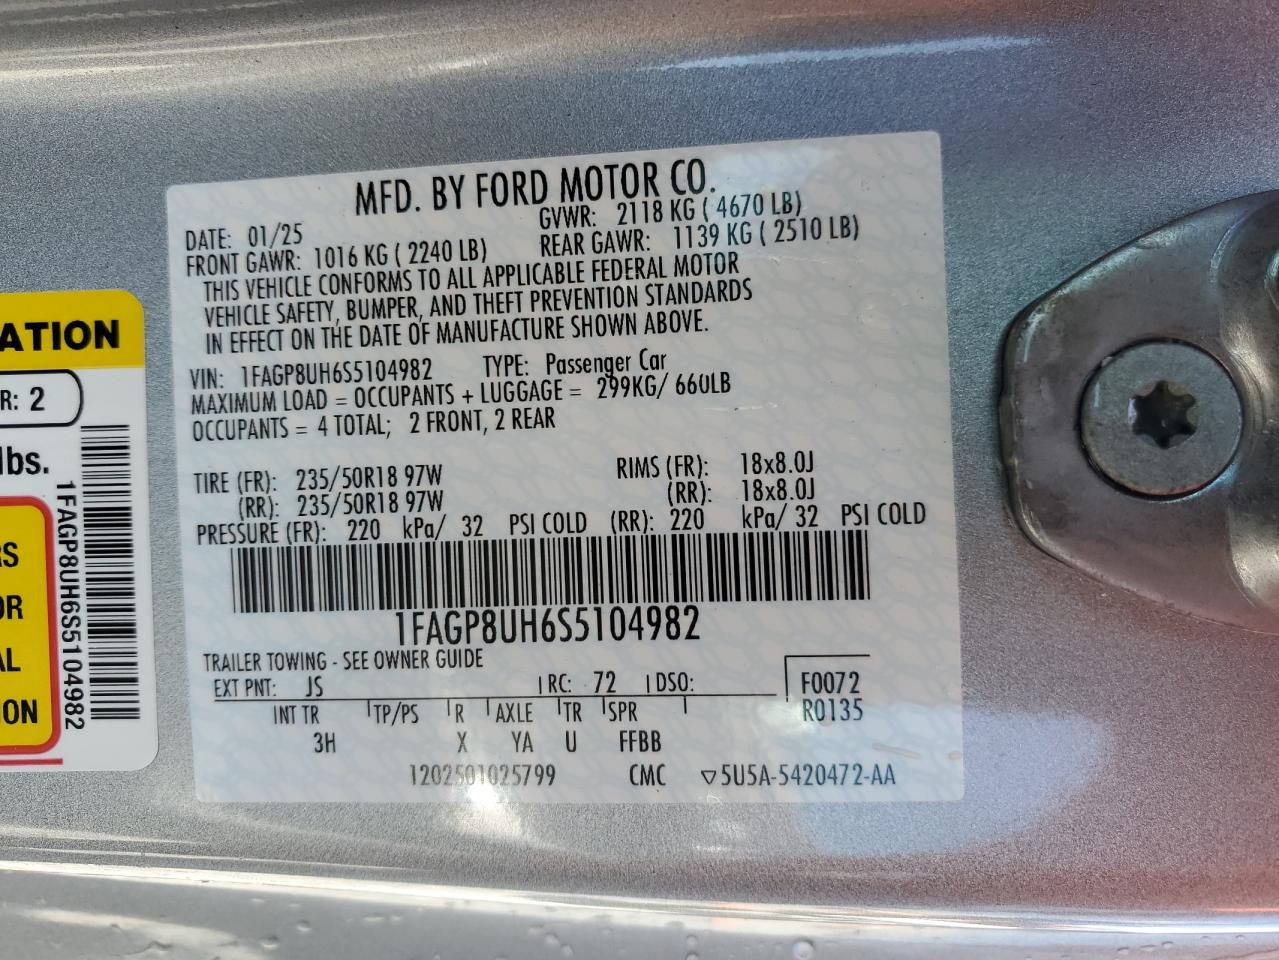 MFD. BY FORD MOTOR CO.
DATE: 01/25 GVWR: 2118 KG ( 4670 LB)
FRONT GAWR: 1016 KG ( 2240 LB) REAR GAWR: 1139 KG ( 2510 LB)
THIS VEHICLE CONFORMS TO ALL APPLICABLE FEDERAL MOTOR
VEHICLE SAFETY, BUMPER, AND THEFT PREVENTION STANDARDS
IN EFFECT ON THE DATE OF MANUFACTURE SHOWN ABOVE.
VIN: 1FAGP8UH6S5104982 TYPE: Passenger Car
MAXIMUM LOAD = OCCUPANTS + LUGGAGE = 299KG/ 660LB
OCCUPANTS = 4 TOTAL; 2 FRONT, 2 REAR
TIRE (FR): 235/50R18 97W RIMS (FR): 18x8.0J
(RR): 235/50R18 97W (RR): 18x8.0J
PRESSURE (FR): 220 kPa/ 32 PSI COLD (RR): 220 kPa/ 32 PSI COLD
1FAGP8UH6S5104982
TRAILER TOWING - SEE OWNER GUIDE
EXT PNT: JS RC: 72 DSO: F0072
INT TR TP/PS R AXLE TR SPR R0135
3H X YA U FFBB
1202501025799 CMC ▽5U5A-5420472-AA
ATION
R: 2
lbs.
RS
OR
AL
ION
1FAGP8UH6S5104982